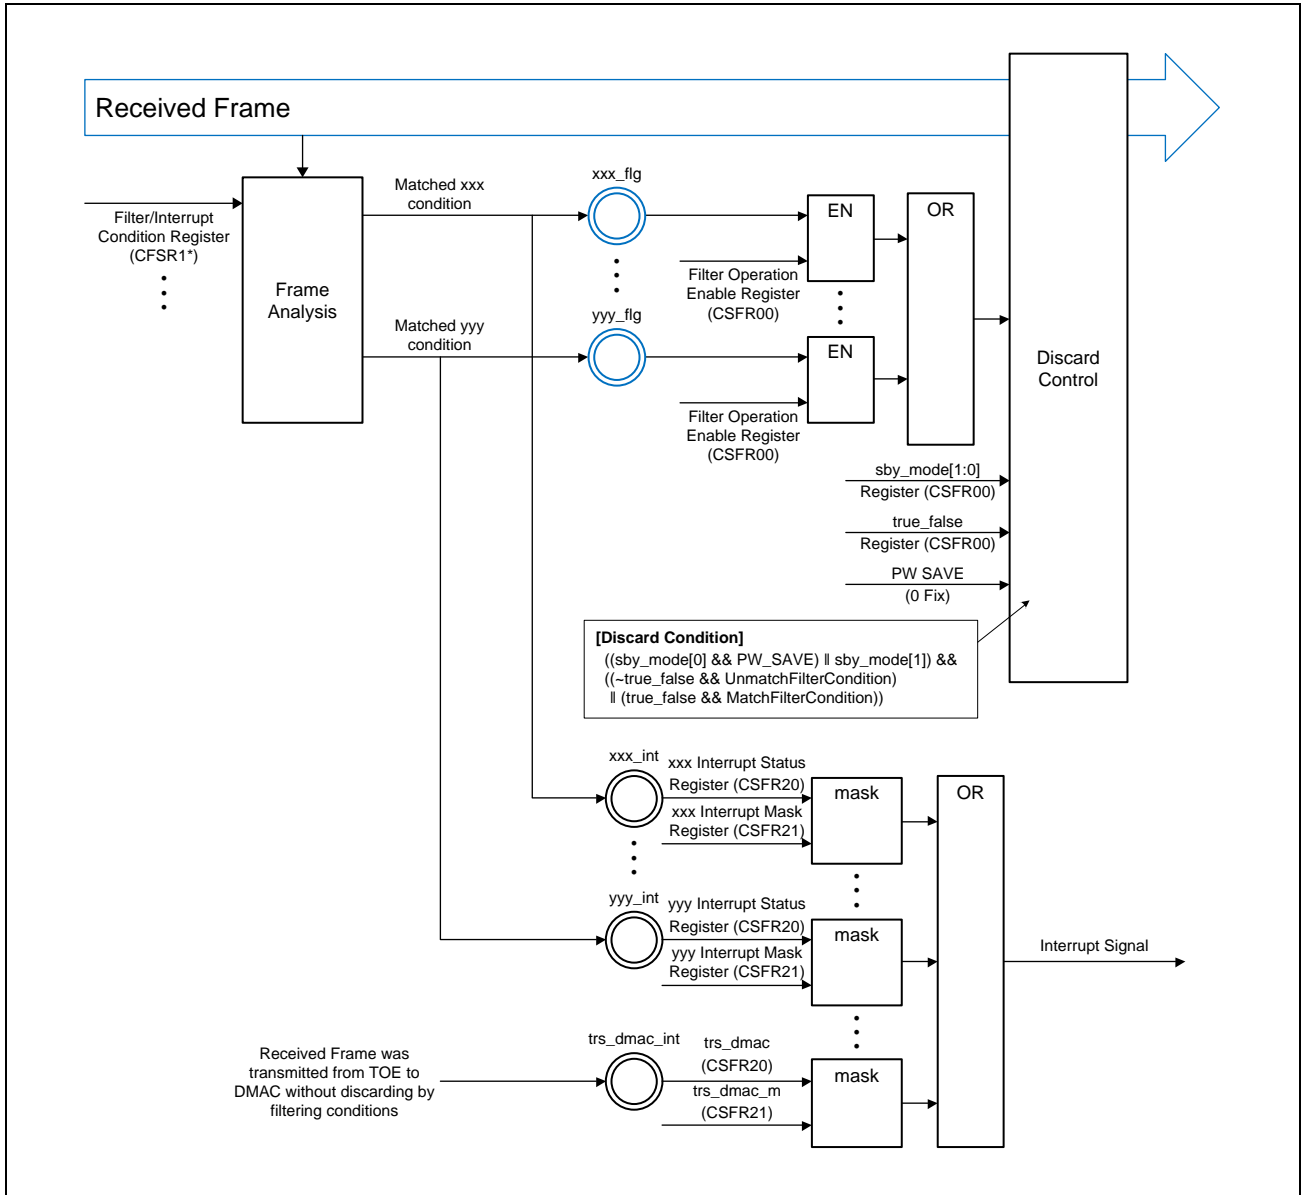 Received Frame
xxx_flg
Matched xxx
condition
EN
OR
Filter/Interrupt
Condition Register
(CFSR1*)
Filter Operation
Enable Register
(CSFR00)
Frame
Analysis
yyy_flg
Matched yyy
condition
EN
Discard
Control
Filter Operation
Enable Register
(CSFR00)
sby_mode[1:0]
Register (CSFR00)
true_false
Register (CSFR00)
PW SAVE
(0 Fix)
[Discard Condition]
((sby_mode[0] && PW_SAVE) || sby_mode[1]) &&
((~true_false && UnmatchFilterCondition)
|| (true_false && MatchFilterCondition))
xxx_int
xxx Interrupt Status
Register (CSFR20)
xxx Interrupt Mask
Register (CSFR21)
mask
OR
yyy_int
yyy Interrupt Status
Register (CSFR20)
yyy Interrupt Mask
Register (CSFR21)
mask
Interrupt Signal
Received Frame was
transmitted from TOE to
DMAC without discarding by
filtering conditions
trs_dmac_int
trs_dmac
(CSFR20)
trs_dmac_m
(CSFR21)
mask